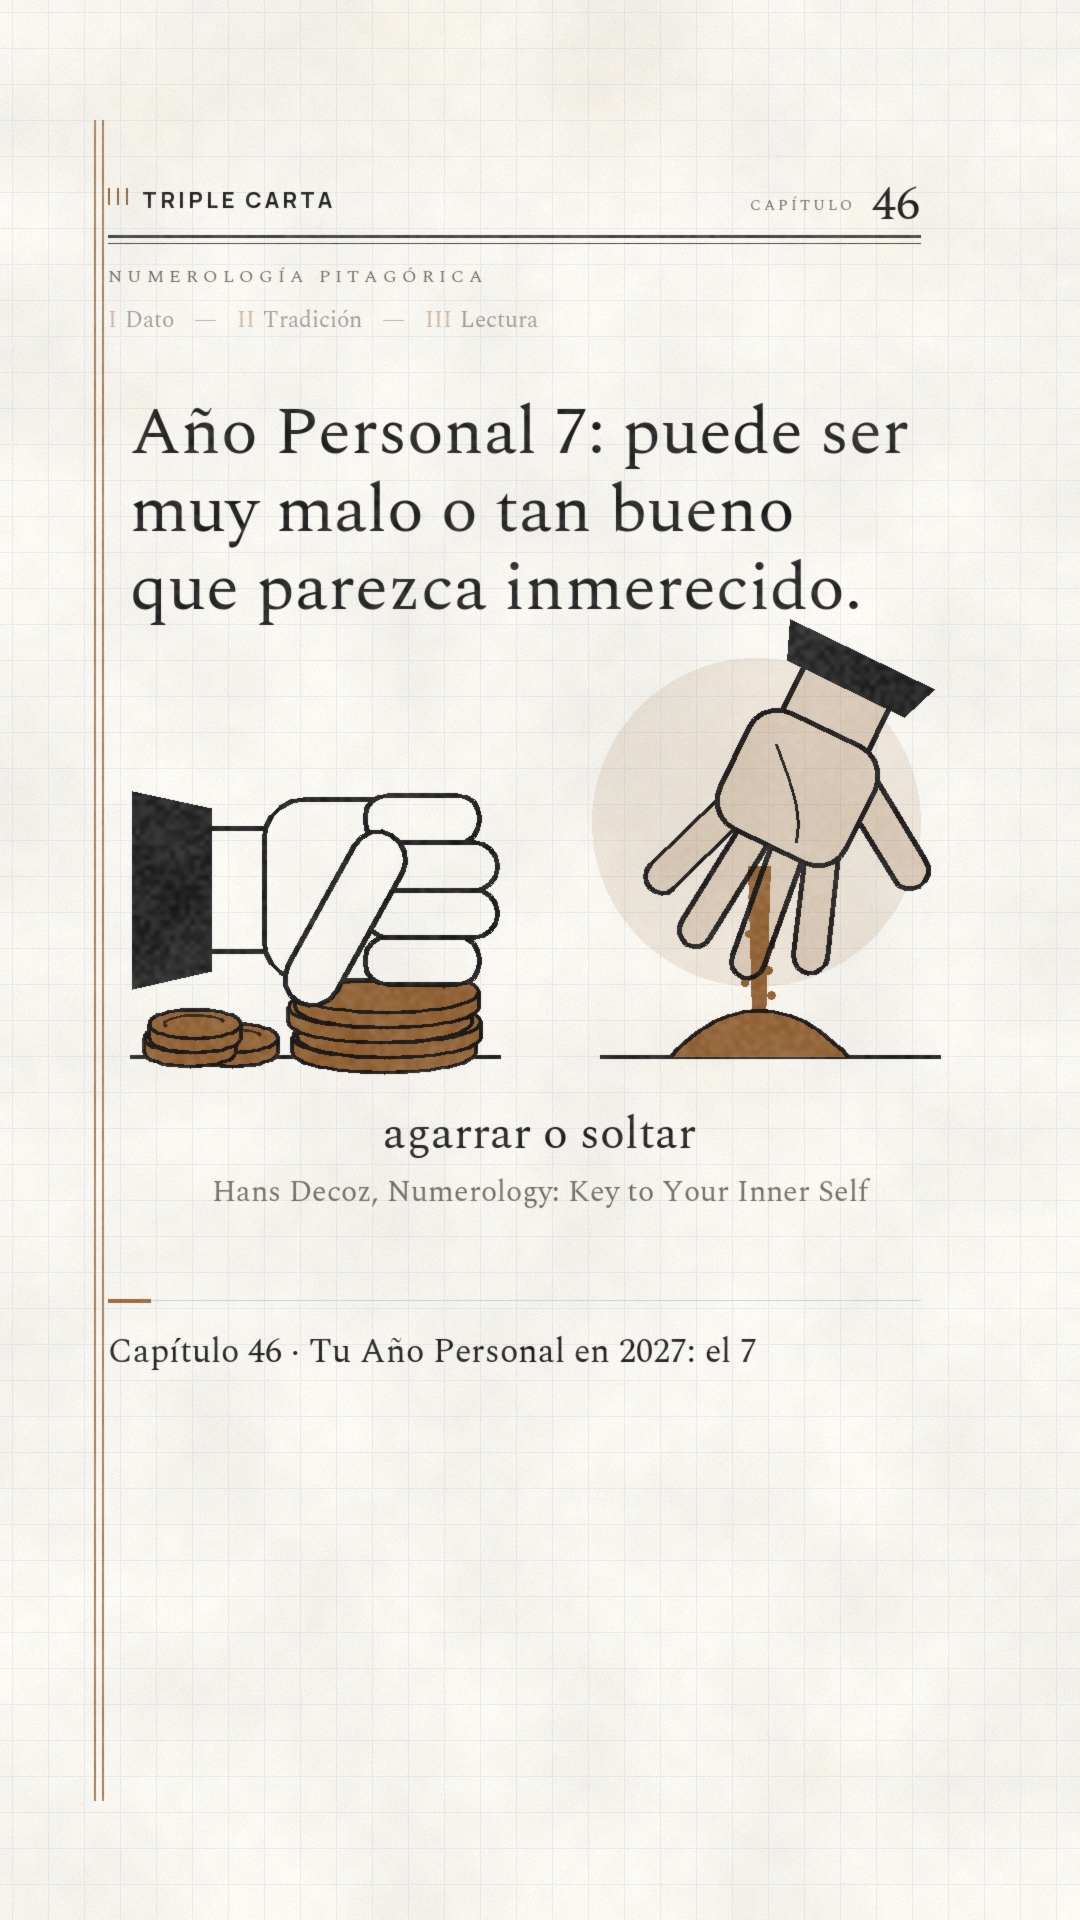 TRIPLE CARTA
CAPÍTULO 46
NUMEROLOGÍA PITAGÓRICA
I Dato — II Tradición — III Lectura
Año Personal 7: puede ser
muy malo o tan bueno
que parezca inmerecido.
agarrar o soltar
Hans Decoz, Numerology: Key to Your Inner Self
Capítulo 46 · Tu Año Personal en 2027: el 7